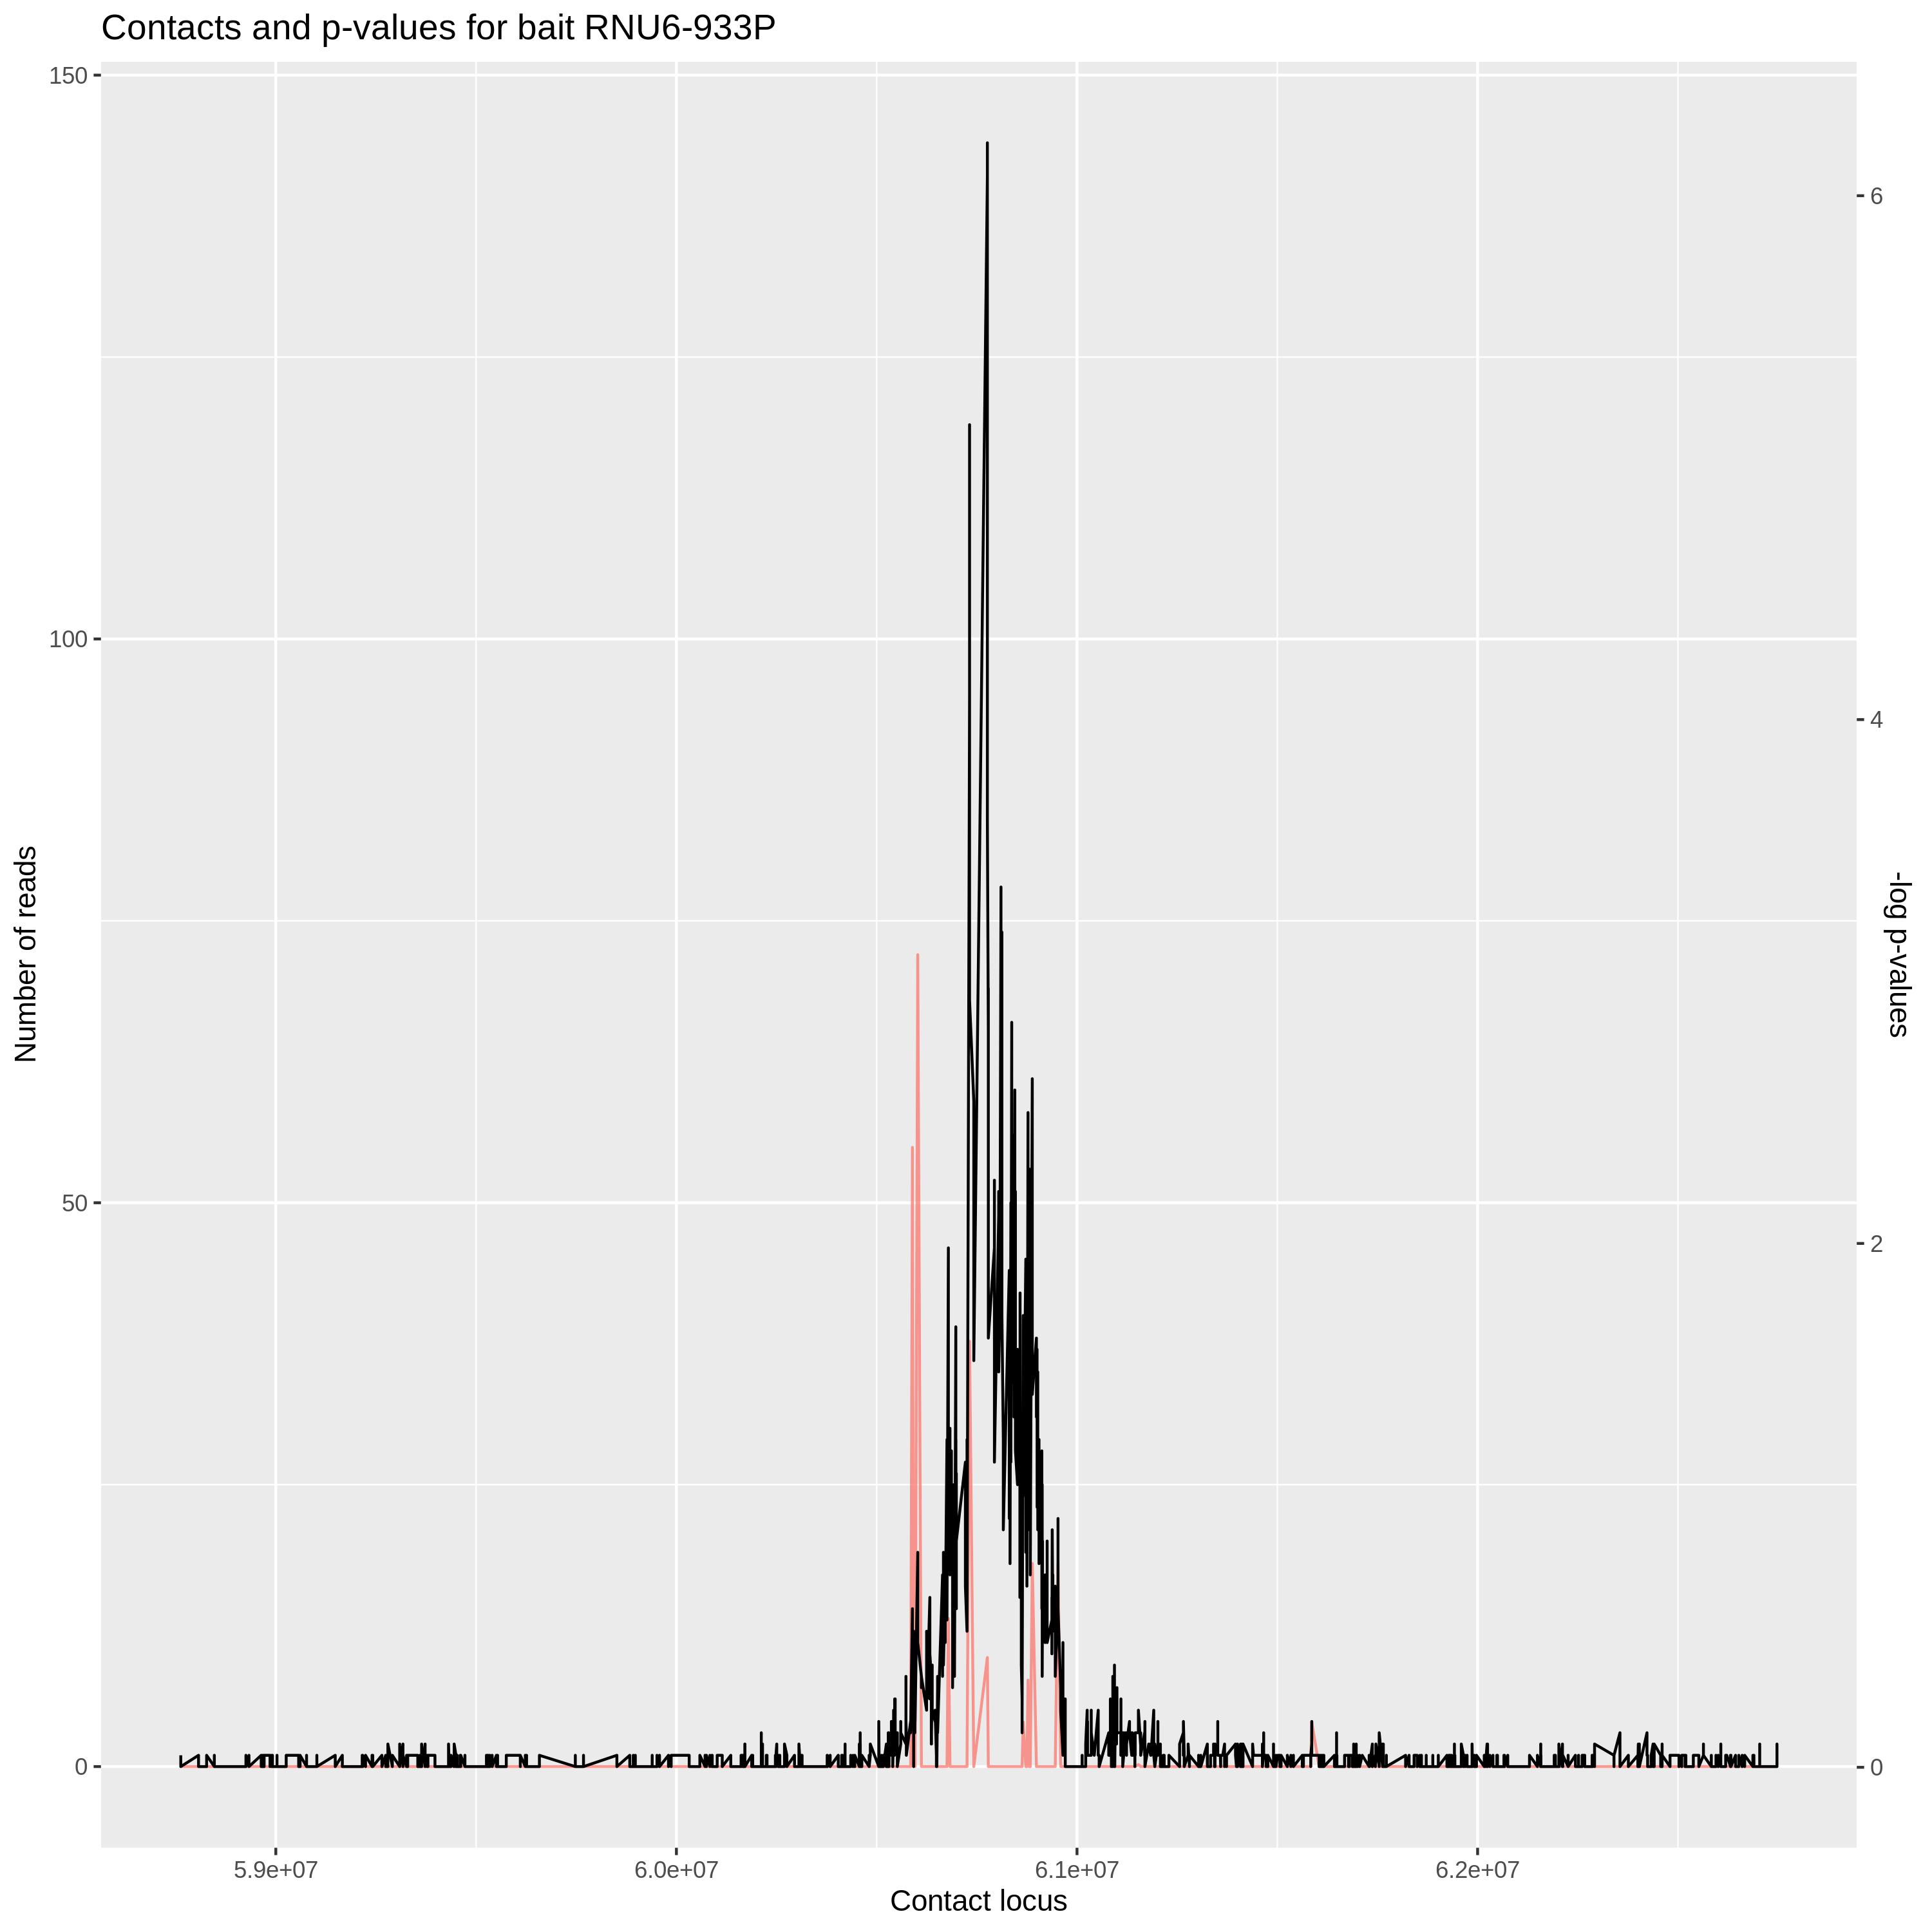 Contacts and p-values for bait RNU6-933P
150
100
50
0
Number of reads
6
4
2
0
-log p-values
5.9e+07 6.0e+07 6.1e+07 6.2e+07
Contact locus